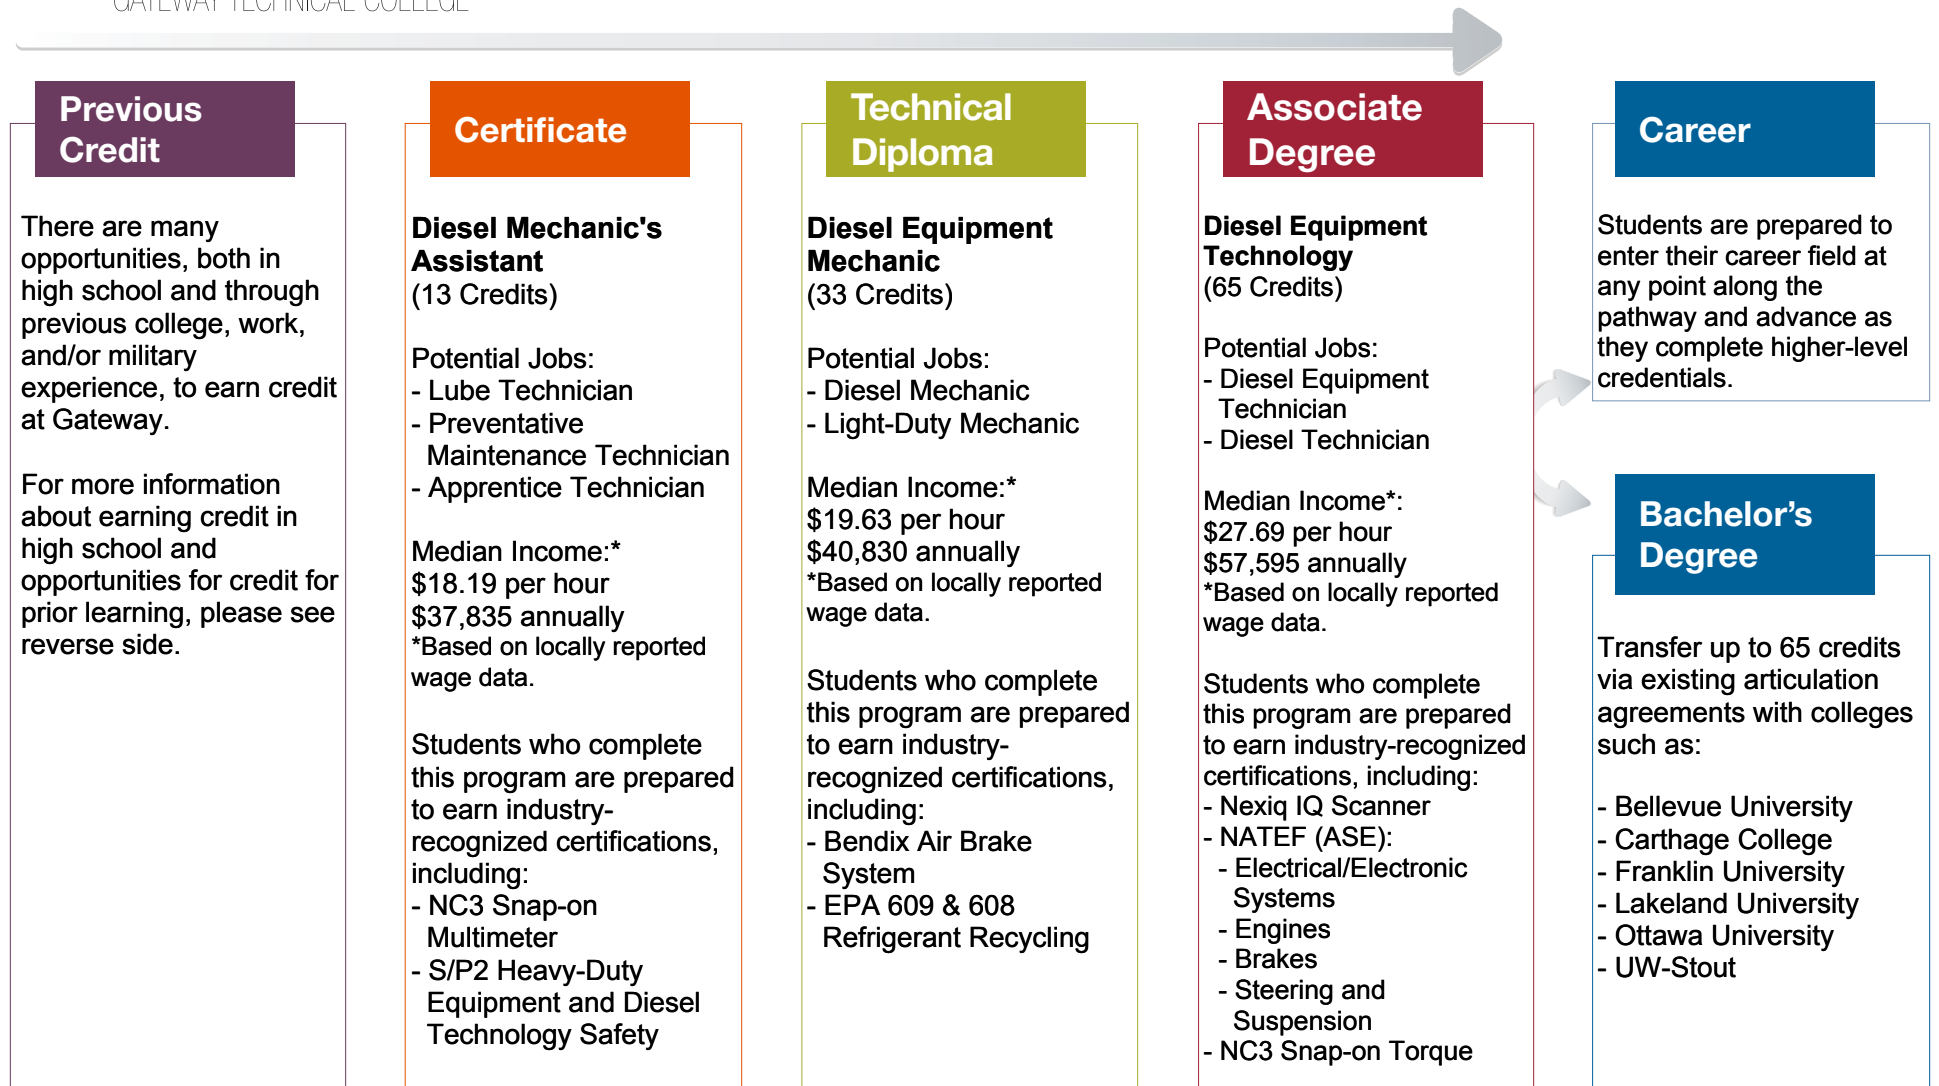 GATEWAY TECHNICAL COLLEGE
Previous
Credit
There are many
opportunities, both in
high school and through
previous college, work,
and/or military
experience, to earn credit
at Gateway.
For more information
about earning credit in
high school and
opportunities for credit for
prior learning, please see
reverse side.
Certificate
Diesel Mechanic's
Assistant
(13 Credits)
Potential Jobs:
- Lube Technician
- Preventative
Maintenance Technician
- Apprentice Technician
Median Income:*
$18.19 per hour
$37,835 annually
*Based on locally reported
wage data.
Students who complete
this program are prepared
to earn industry-
recognized certifications,
including:
- NC3 Snap-on
Multimeter
- S/P2 Heavy-Duty
Equipment and Diesel
Technology Safety
Technical
Diploma
Diesel Equipment
Mechanic
(33 Credits)
Potential Jobs:
- Diesel Mechanic
- Light-Duty Mechanic
Median Income:*
$19.63 per hour
$40,830 annually
*Based on locally reported
wage data.
Students who complete
this program are prepared
to earn industry-
recognized certifications,
including:
- Bendix Air Brake
System
- EPA 609 & 608
Refrigerant Recycling
Associate
Degree
Diesel Equipment
Technology
(65 Credits)
Potential Jobs:
- Diesel Equipment
Technician
- Diesel Technician
Median Income*:
$27.69 per hour
$57,595 annually
*Based on locally reported
wage data.
Students who complete
this program are prepared
to earn industry-recognized
certifications, including:
- Nexiq IQ Scanner
- NATEF (ASE):
- Electrical/Electronic
Systems
- Engines
- Brakes
- Steering and
Suspension
- NC3 Snap-on Torque
Career
Students are prepared to
enter their career field at
any point along the
pathway and advance as
they complete higher-level
credentials.
Bachelor’s
Degree
Transfer up to 65 credits
via existing articulation
agreements with colleges
such as:
- Bellevue University
- Carthage College
- Franklin University
- Lakeland University
- Ottawa University
- UW-Stout